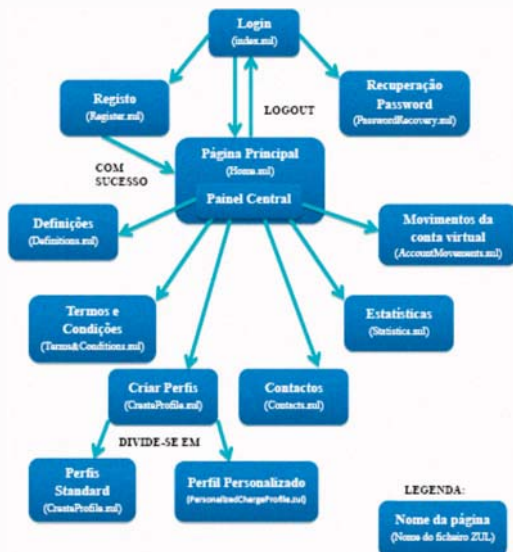 Login
(index.zul)
Registo
(Register.zul)
LOGOUT
Recuperação
Password
(PasswordRecovery.zul)
COM
SUCESSO
Página Principal
(Home.zul)
Painel Central
Definições
(Definitions.zul)
Movimentos da
conta virtual
(AccountMovements.zul)
Termos e
Condições
(Terms&Conditions.zul)
Estatísticas
(Statistics.zul)
Criar Perfis
(CreateProfile.zul)
Contactos
(Contacts.zul)
DIVIDE-SE EM
Perfis
Standard
(CreateProfile.zul)
Perfil Personalizado
(PersonalizedChargeProfile.zul)
LEGENDA:
Nome da página
(Nome do ficheiro ZUL)